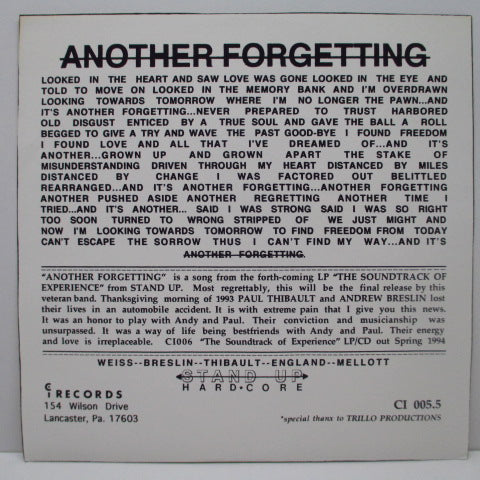 ANOTHER FORGETTING
LOOKED IN THE HEART AND SAW LOVE WAS GONE LOOKED IN THE EYE AND
TOLD TO MOVE ON LOOKED IN THE MEMORY BANK AND I'M OVERDRAWN
LOOKING TOWARDS TOMORROW WHERE I'M NO LONGER THE PAWN...AND
IT'S ANOTHER FORGETTING...NEVER PREPARED TO TRUST HARBORED
OLD DISGUST ENTICED BY A TRUE SOUL AND GAVE THE BALL A ROLL
BEGGED TO GIVE A TRY AND WAVE THE PAST GOOD-BYE I FOUND FREEDOM
I FOUND LOVE AND ALL THAT I'VE DREAMED OF...AND IT'S
ANOTHER...GROWN UP AND GROWN APART THE STAKE OF
MISUNDERSTANDING DRIVEN THROUGH MY HEART DISTANCED BY MILES
DISTANCED BY CHANGE I WAS FACTORED OUT BELITTLED
REARRANGED...AND IT'S ANOTHER FORGETTING...ANOTHER FORGETTING
ANOTHER PUSHED ASIDE ANOTHER REGRETTING ANOTHER TIME I
TRIED...AND IT'S ANOTHER... SAID I WAS STRONG SAID I WAS SO RIGHT
TOO SOON TURNED TO WRONG STRIPPED OF WE JUST MIGHT AND
NOW I'M LOOKING TOWARDS TOMORROW TO FIND FREEDOM FROM TODAY
CAN'T ESCAPE THE SORROW THUS I CAN'T FIND MY WAY...AND IT'S
ANOTHER FORGETTING.
"ANOTHER FORGETTING" is a song from the forth-coming LP "THE SOUNDTRACK OF
EXPERIENCE" from STAND UP. Most regrettably, this will be the final release by this
veteran band. Thanksgiving morning of 1993 PAUL THIBAULT and ANDREW BRESLIN lost
their lives in an automobile accident. It is with extreme pain that I give you this news.
It was an honor to play with Andy and Paul. Their conviction and musicianship was
unsurpassed. It was a way of life being bestfriends with Andy and Paul. Their energy
and love is irreplaceable. CI006 "The Soundtrack of Experience" LP/CD out Spring 1994
WEISS--BRESLIN--THIBAULT--ENGLAND--MELLOTT
STAND UP
HARD•CORE
CI RECORDS
154 Wilson Drive
Lancaster, Pa. 17603
CI 005.5
*special thanx to TRILLO PRODUCTIONS